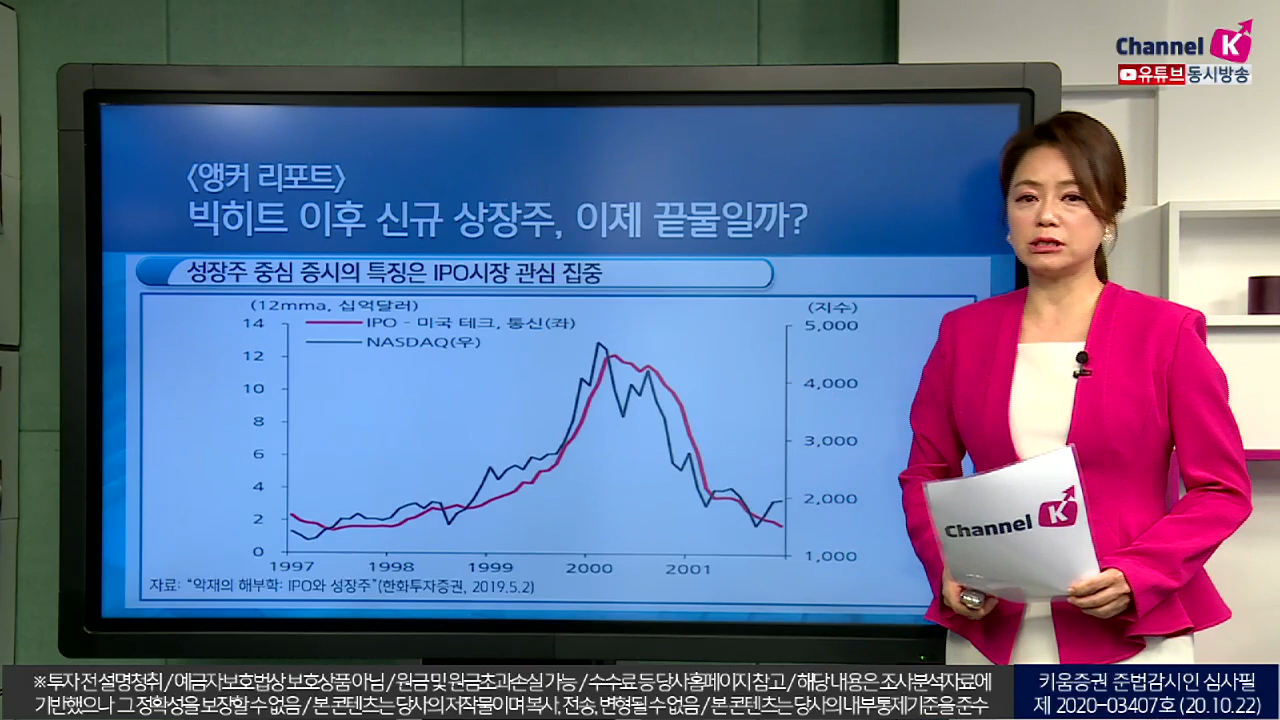 Channel K
유튜브 동시방송
<앵커 리포트>
빅히트 이후 신규 상장주, 이제 끝물일까?
성장주 중심 증시의 특징은 IPO시장 관심 집중
(12mma, 십억달러)
(지수)
IPO - 미국 테크, 통신(좌)
NASDAQ(우)
14
12
10
8
6
4
2
0
5,000
4,000
3,000
2,000
1,000
1997 1998 1999 2000 2001
자료: "악재의 해부학: IPO와 성장주"(한화투자증권, 2019.5.2)
Channel K
※ 투자 전 설명청취 / 예금자보호법상 보호상품 아님 / 원금 및 원금초과손실 가능 / 수수료 등 당사홈페이지 참고 / 해당 내용은 조사분석자료에
기반했으나 그 정확성을 보장할 수 없음 / 본 콘텐츠는 당사의 저작물이며 복사, 전송, 변형될 수 없음 / 본 콘텐츠는 당사의 내부통제기준을 준수
키움증권 준법감시인 심사필
제 2020-03407호 (20.10.22)